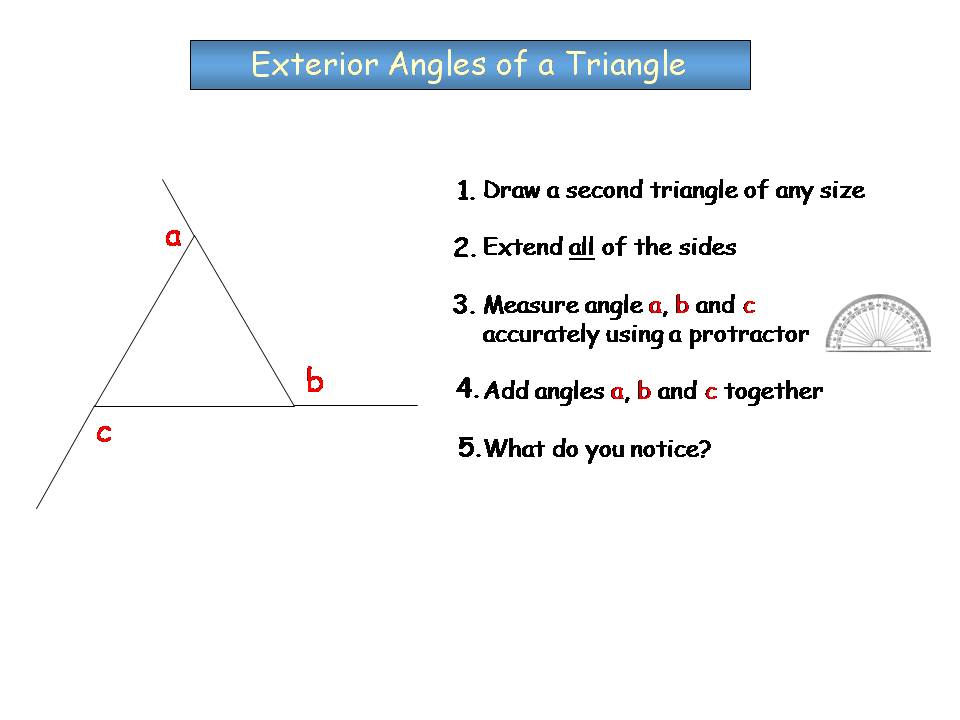 Exterior Angles of a Triangle
a
b
c
1. Draw a second triangle of any size
2. Extend all of the sides
3. Measure angle a, b and c
accurately using a protractor
4. Add angles a, b and c together
5. What do you notice?